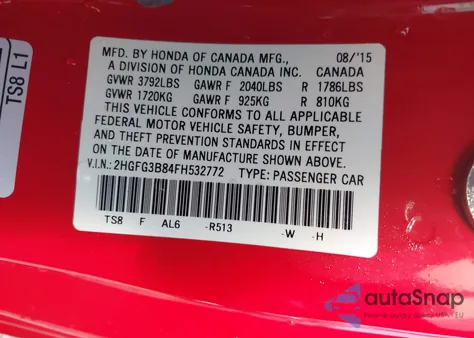 TS8 L1
MFD. BY HONDA OF CANADA MFG., 08/'15
A DIVISION OF HONDA CANADA INC. CANADA
GVWR 3792LBS GAWR F 2040LBS R 1786LBS
GVWR 1720KG GAWR F 925KG R 810KG
THIS VEHICLE CONFORMS TO ALL APPLICABLE
FEDERAL MOTOR VEHICLE SAFETY, BUMPER,
AND THEFT PREVENTION STANDARDS IN EFFECT
ON THE DATE OF MANUFACTURE SHOWN ABOVE.
V.I.N.: 2HGFG3B84FH532772 TYPE: PASSENGER CAR
TS8 F AL6 -R513 -W -H
autoSnap